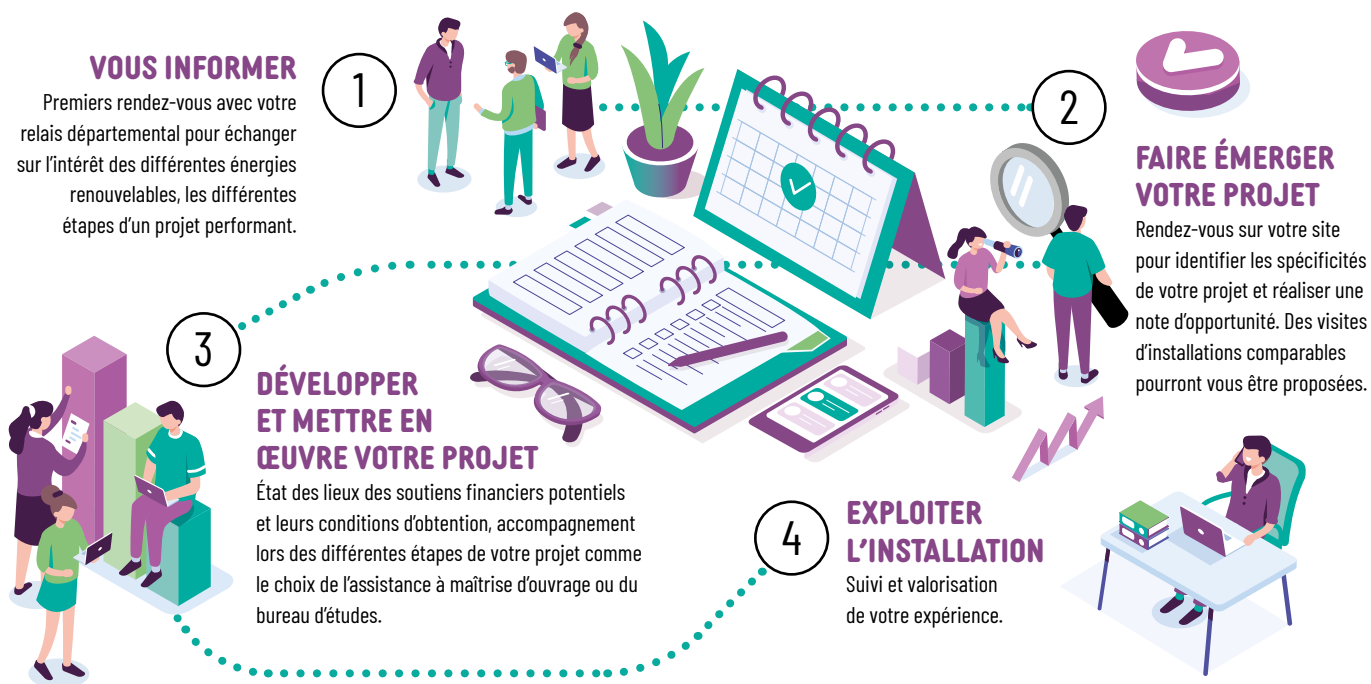 1
VOUS INFORMER
Premiers rendez-vous avec votre
relais départemental pour échanger
sur l’intérêt des différentes énergies
renouvelables, les différentes
étapes d’un projet performant.
2
FAIRE ÉMERGER
VOTRE PROJET
Rendez-vous sur votre site
pour identifier les spécificités
de votre projet et réaliser une
note d’opportunité. Des visites
d’installations comparables
pourront vous être proposées.
3
DÉVELOPPER
ET METTRE EN
ŒUVRE VOTRE PROJET
État des lieux des soutiens financiers potentiels
et leurs conditions d’obtention, accompagnement
lors des différentes étapes de votre projet comme
le choix de l’assistance à maîtrise d’ouvrage ou du
bureau d’études.
4
EXPLOITER
L’INSTALLATION
Suivi et valorisation
de votre expérience.